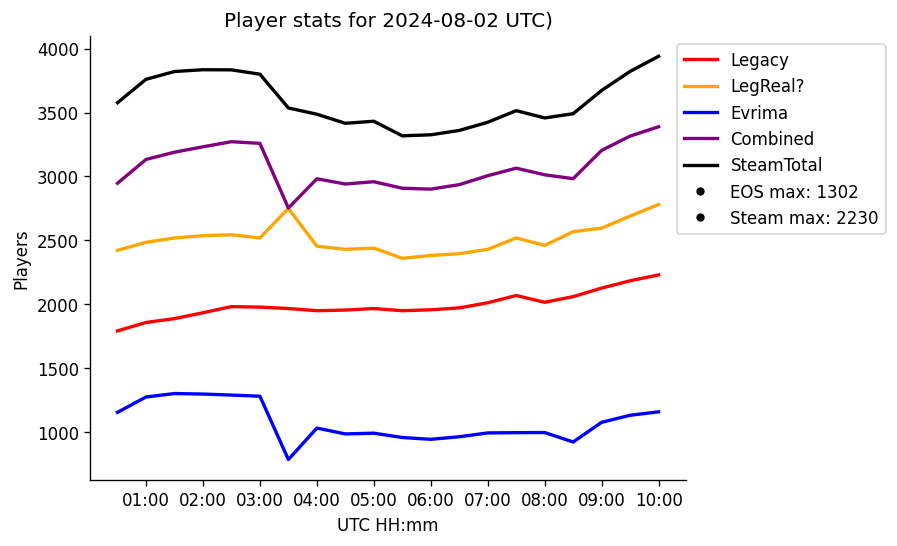 Player stats for 2024-08-02 UTC)
4000
3500
3000
2500
2000
1500
1000
Players
01:00 02:00 03:00 04:00 05:00 06:00 07:00 08:00 09:00 10:00
UTC HH:mm
Legacy
LegReal?
Evrima
Combined
SteamTotal
EOS max: 1302
Steam max: 2230